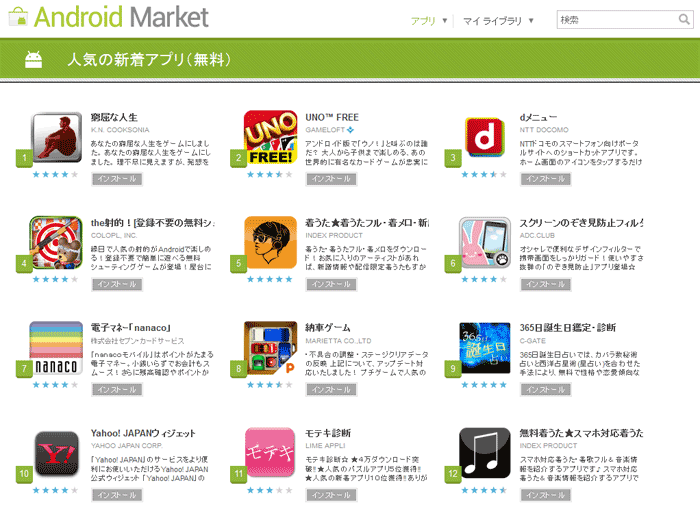 Android Market
アプリ ▼ マイ ライブラリ ▼ 検索
人気の新着アプリ（無料）
1
窮屈な人生
K.N. COOKSONIA
あなたの窮屈な人生をゲームにしまし
た。あなたの窮屈な人生をゲームにし
ました。理不尽に見えますが、発想を
インストール
2
UNO
FREE!
UNO™ FREE
GAMELOFT
アンドロイド版で「ウノ！」と叫ぶのは誰
だ？ 大人から子供まで楽しめる、あの
世界的に有名なカードゲームが忠実に
インストール
3
d
dメニュー
NTT DOCOMO
NTTドコモのスマートフォン向けポータ
ルサイトへのショートカットアプリです。
ホーム画面のアイコンをタップするだけ
インストール
4
the射的！[登録不要の無料シュ
COLOPL, INC.
縁日で人気の射的がAndroidで楽しめ
る！登録不要で簡単に遊べる無料
シューティングゲームが登場！屋台に
インストール
5
着うた★着うたフル・着メロ・新
INDEX PRODUCT
着うた・着うたフル・着メロをダウンロー
ド！お気に入りのアーティストがあれ
ば、新譜情報や配信限定着うたもすか
インストール
6
スクリーンのぞき見防止フィルタ
ADC.CLUB
オシャレで便利なデザインフィルターで
携帯画面をしっかりガード！使いやすさ
抜群の「のぞき見防止」アプリ登場☆
インストール
7
nanaco
電子マネー「nanaco」
株式会社セブン・カードサービス
「nanacoモバイル」はポイントがたまる
電子マネー。小銭いらずでお会計もス
ムーズ！さらに残高確認やポイントか
インストール
8
P
納車ゲーム
MARIETTA CO.,LTD
・不具合の調整・ステージクリアデータ
の反映 上記について、アップデート対
応いたしました！ プチゲームで人気の
インストール
9
365日
誕生日
占い
365日誕生日鑑定・診断
C-GATE
365日誕生日占いでは、カバラ数秘術
占いと西洋占星術（星占い）を合わせた
手法により、無料で性格や恋愛傾向な
インストール
10
Y!
Yahoo! JAPANウィジェット
YAHOO JAPAN CORP.
「Yahoo! JAPAN」のサービスをより便
利にお使いいただけるYahoo! JAPAN
公式ウィジェット 「Yahoo! JAPAN」の
インストール
11
モテキ
モテキ診断
LIME APPLI
モテキ診断☆ ★4万ダウンロード突
破!!★人気のパズルアプリ5位獲得!!
★人気の新着アプリ10位獲得!! ありが
インストール
12
無料着うた★スマホ対応着うた
INDEX PRODUCT
スマホ対応着うた・着歌フル＆音楽情
報を紹介するアプリです♪ スマホ対応
着うた＆音楽情報を紹介するアプリで
インストール